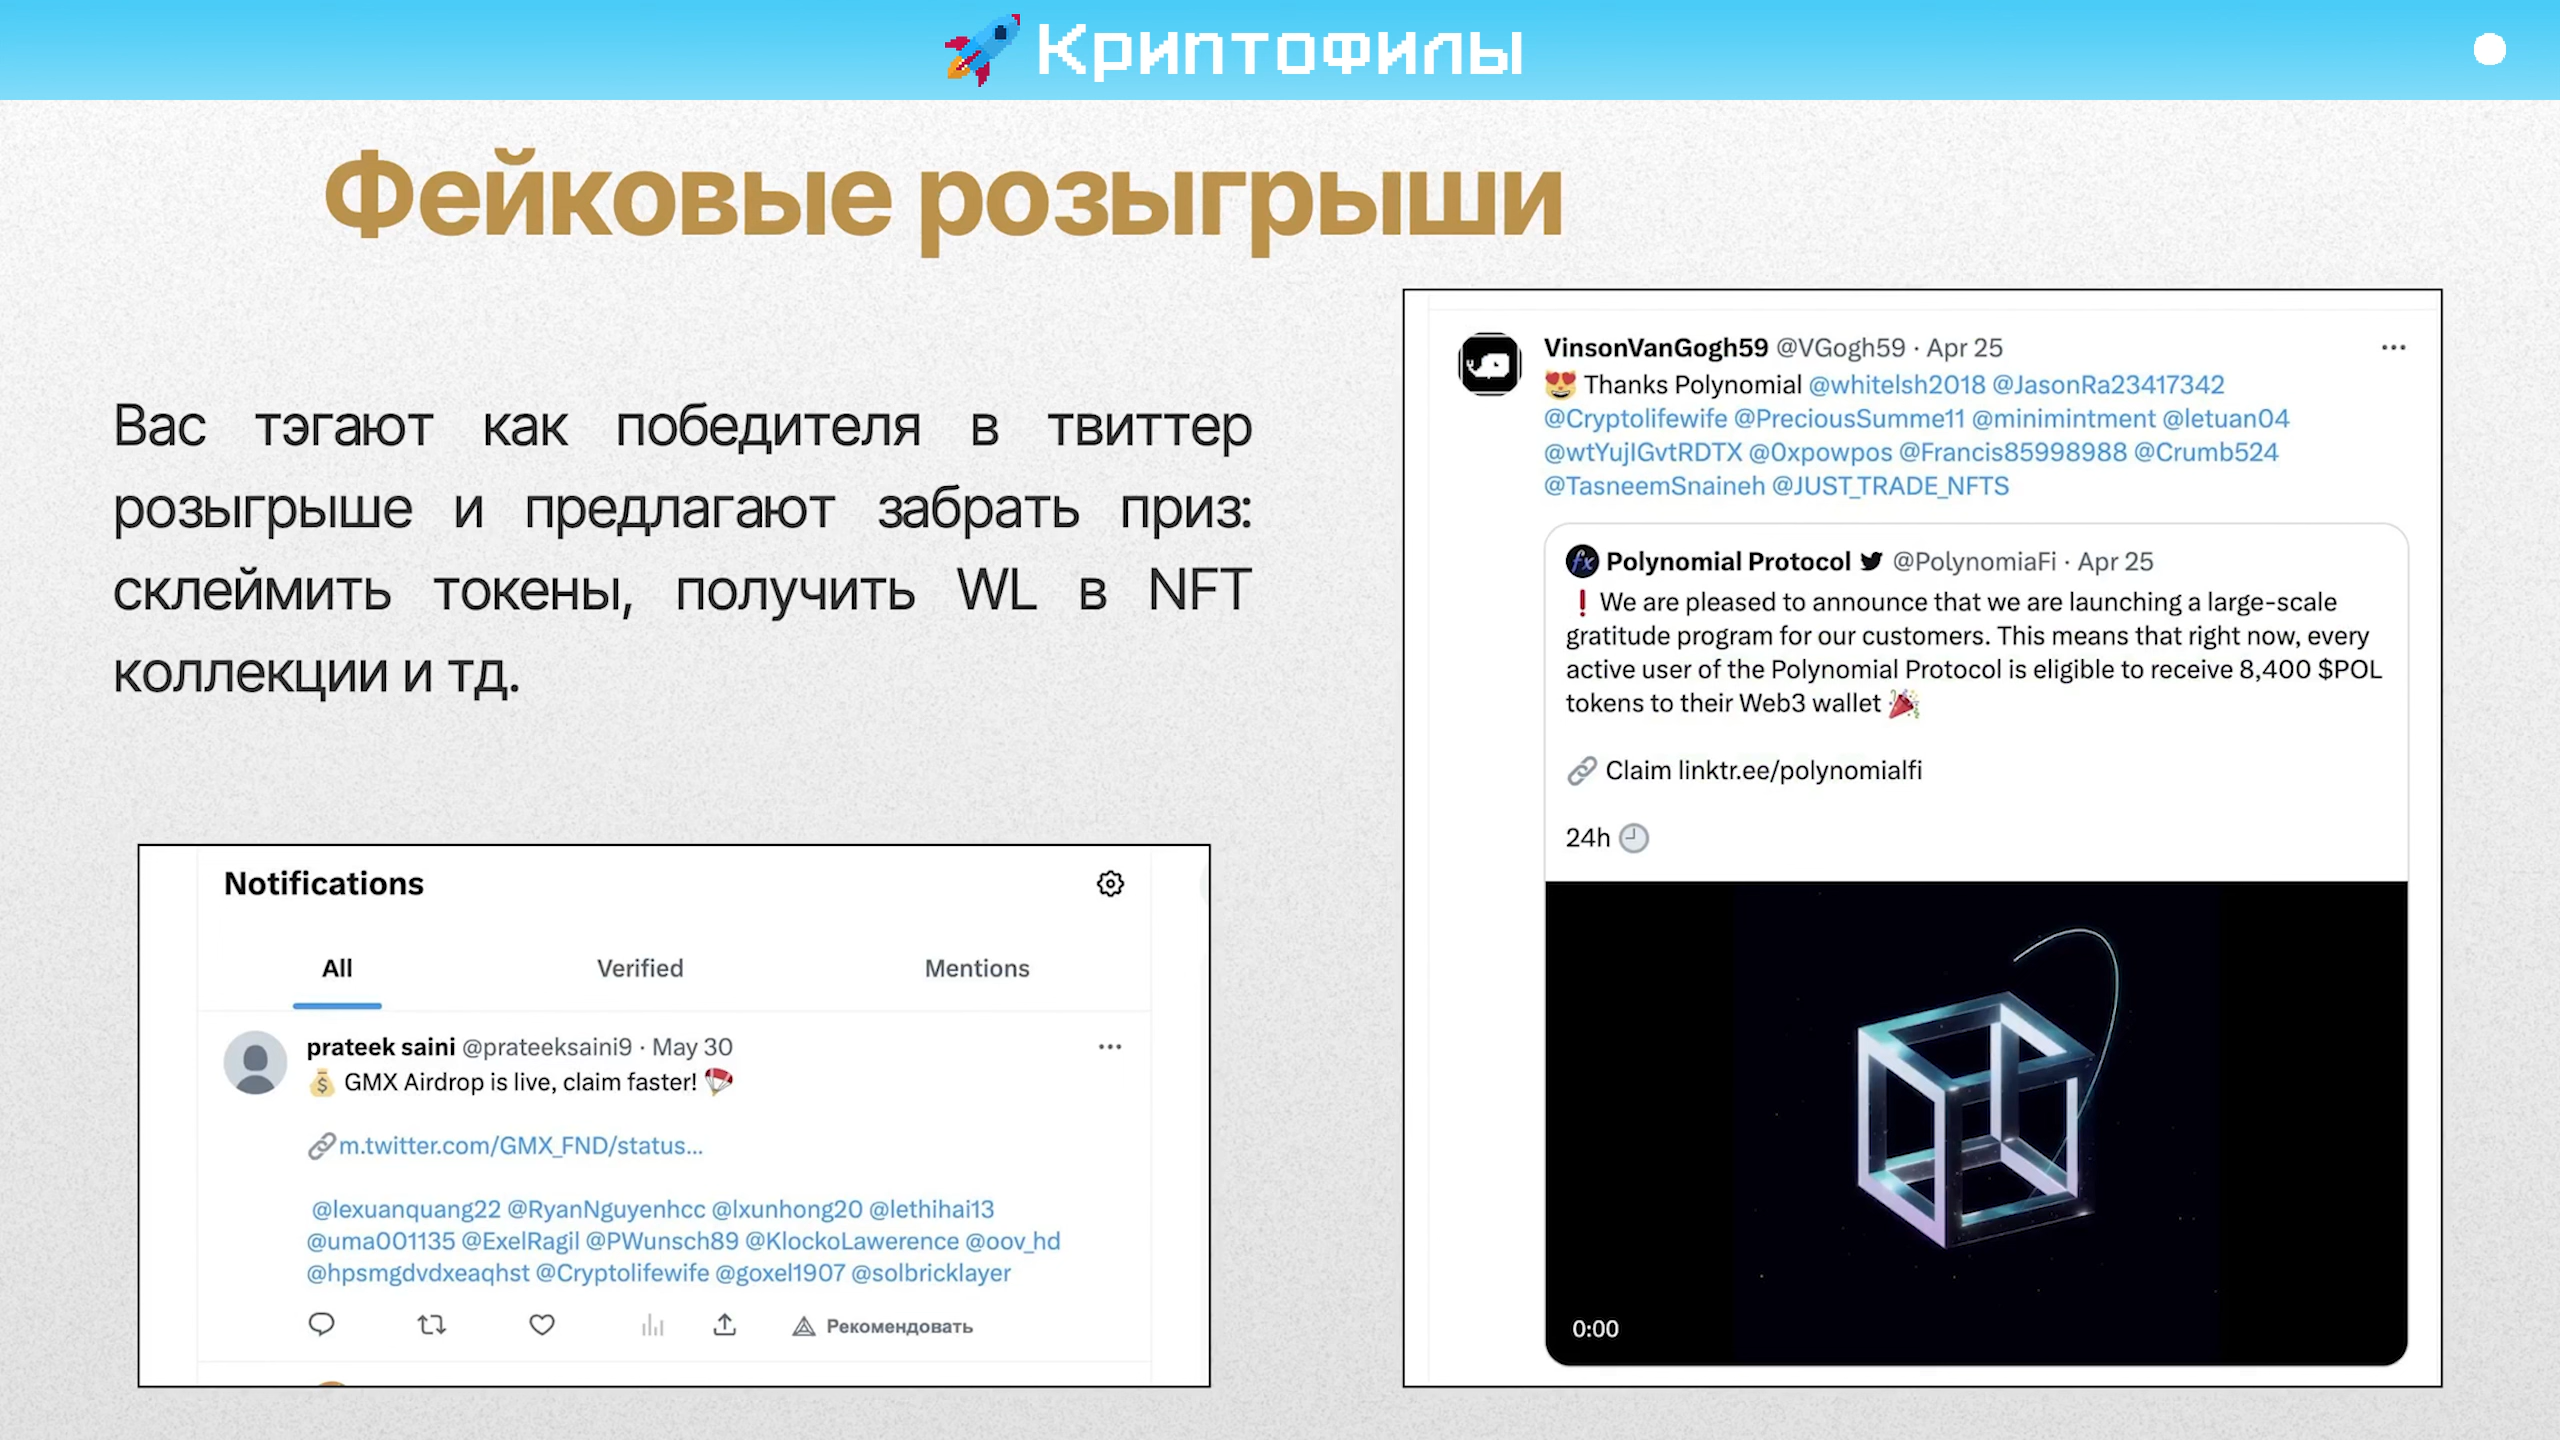 Криптофилы
Фейковые розыгрыши
Вас тэгают как победителя в твиттер
розыгрыше и предлагают забрать приз:
склеймить токены, получить WL в NFT
коллекции и тд.
Notifications
All Verified Mentions
prateek saini @prateeksaini9 · May 30
💰 GMX Airdrop is live, claim faster! 🪂
🔗m.twitter.com/GMX_FND/status...
@lexuanquang22 @RyanNguyenhcc @lxunhong20 @lethihai13
@uma001135 @ExelRagil @PWunsch89 @KlockoLawerence @oov_hd
@hpsmgdvdxeaqhst @Cryptolifewife @goxel1907 @solbricklayer
Рекомендовать
VinsonVanGogh59 @VGogh59 · Apr 25
😻 Thanks Polynomial @whitelsh2018 @JasonRa23417342
@Cryptolifewife @PreciousSumme11 @minimintment @letuan04
@wtYujIGvtRDTX @0xpowpos @Francis85998988 @Crumb524
@TasneemSnaineh @JUST_TRADE_NFTS
Polynomial Protocol @PolynomiaFi · Apr 25
❗ We are pleased to announce that we are launching a large-scale
gratitude program for our customers. This means that right now, every
active user of the Polynomial Protocol is eligible to receive 8,400 $POL
tokens to their Web3 wallet 🎉
🔗 Claim linktr.ee/polynomialfi
24h 🕘
0:00